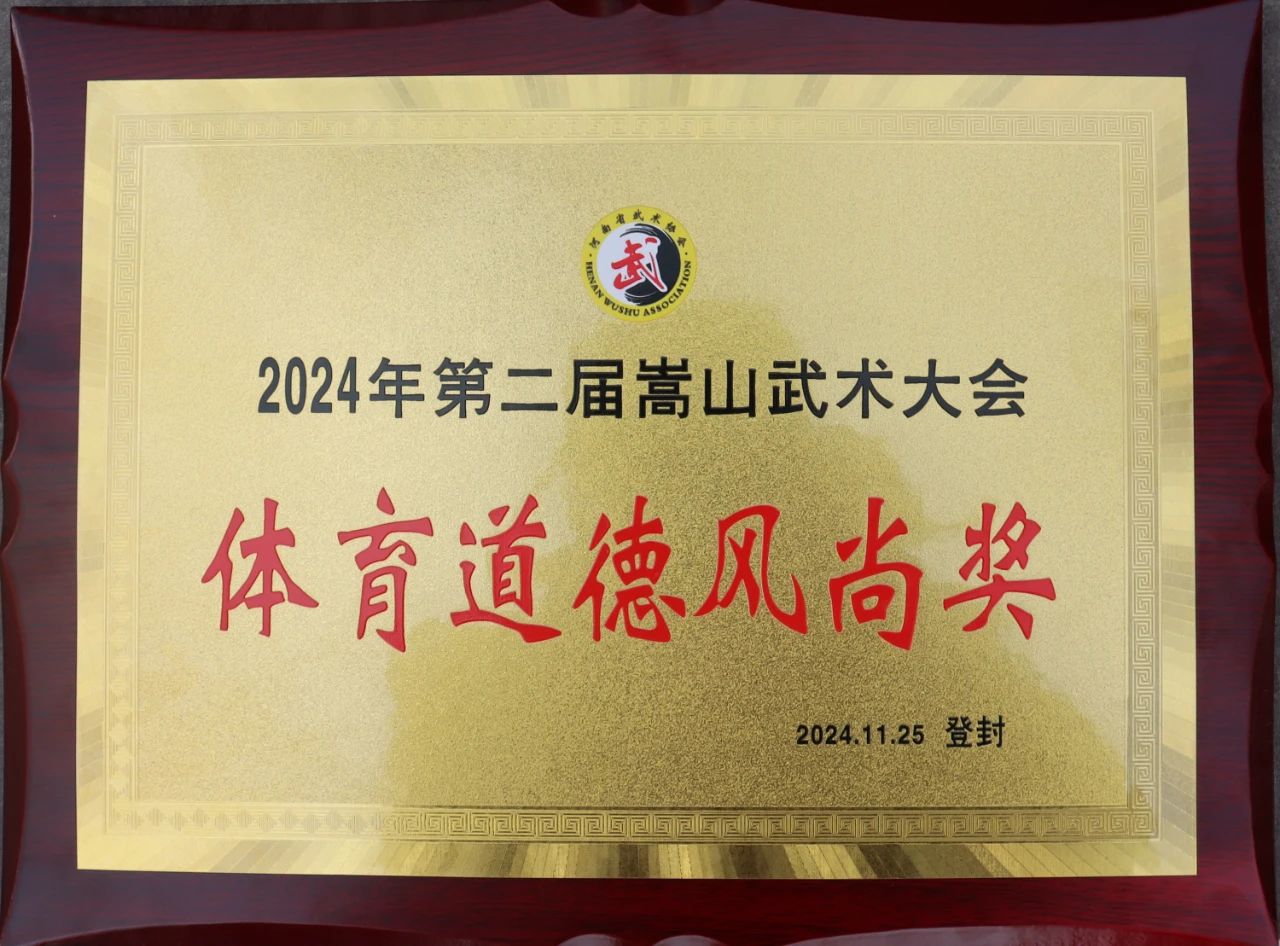 河南省武术协会
武
HENAN WUSHU ASSOCIATION
2024年第二届嵩山武术大会
体育道德风尚奖
2024.11.25 登封